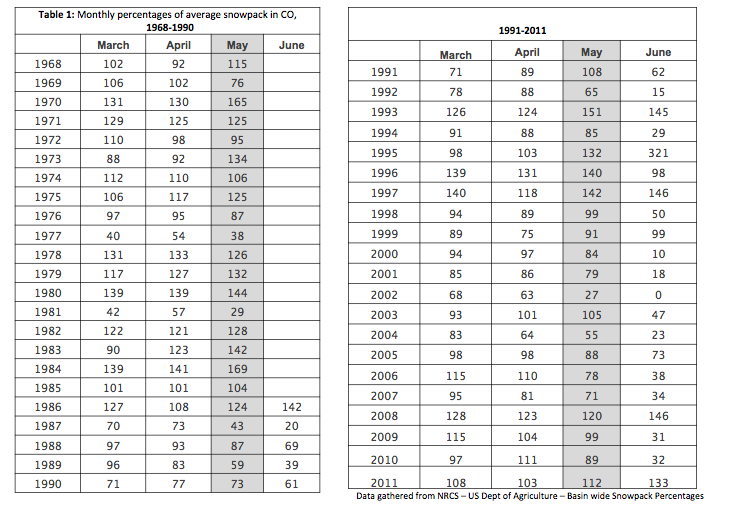 Table 1: Monthly percentages of average snowpack in CO,
1968-1990
March April May June
1968 102 92 115
1969 106 102 76
1970 131 130 165
1971 129 125 125
1972 110 98 95
1973 88 92 134
1974 112 110 106
1975 106 117 125
1976 97 95 87
1977 40 54 38
1978 131 133 126
1979 117 127 132
1980 139 139 144
1981 42 57 29
1982 122 121 128
1983 90 123 142
1984 139 141 169
1985 101 101 104
1986 127 108 124 142
1987 70 73 43 20
1988 97 93 87 69
1989 96 83 59 39
1990 71 77 73 61
1991-2011
March April May June
1991 71 89 108 62
1992 78 88 65 15
1993 126 124 151 145
1994 91 88 85 29
1995 98 103 132 321
1996 139 131 140 98
1997 140 118 142 146
1998 94 89 99 50
1999 89 75 91 99
2000 94 97 84 10
2001 85 86 79 18
2002 68 63 27 0
2003 93 101 105 47
2004 83 64 55 23
2005 98 98 88 73
2006 115 110 78 38
2007 95 81 71 34
2008 128 123 120 146
2009 115 104 99 31
2010 97 111 89 32
2011 108 103 112 133
Data gathered from NRCS – US Dept of Agriculture – Basin wide Snowpack Percentages